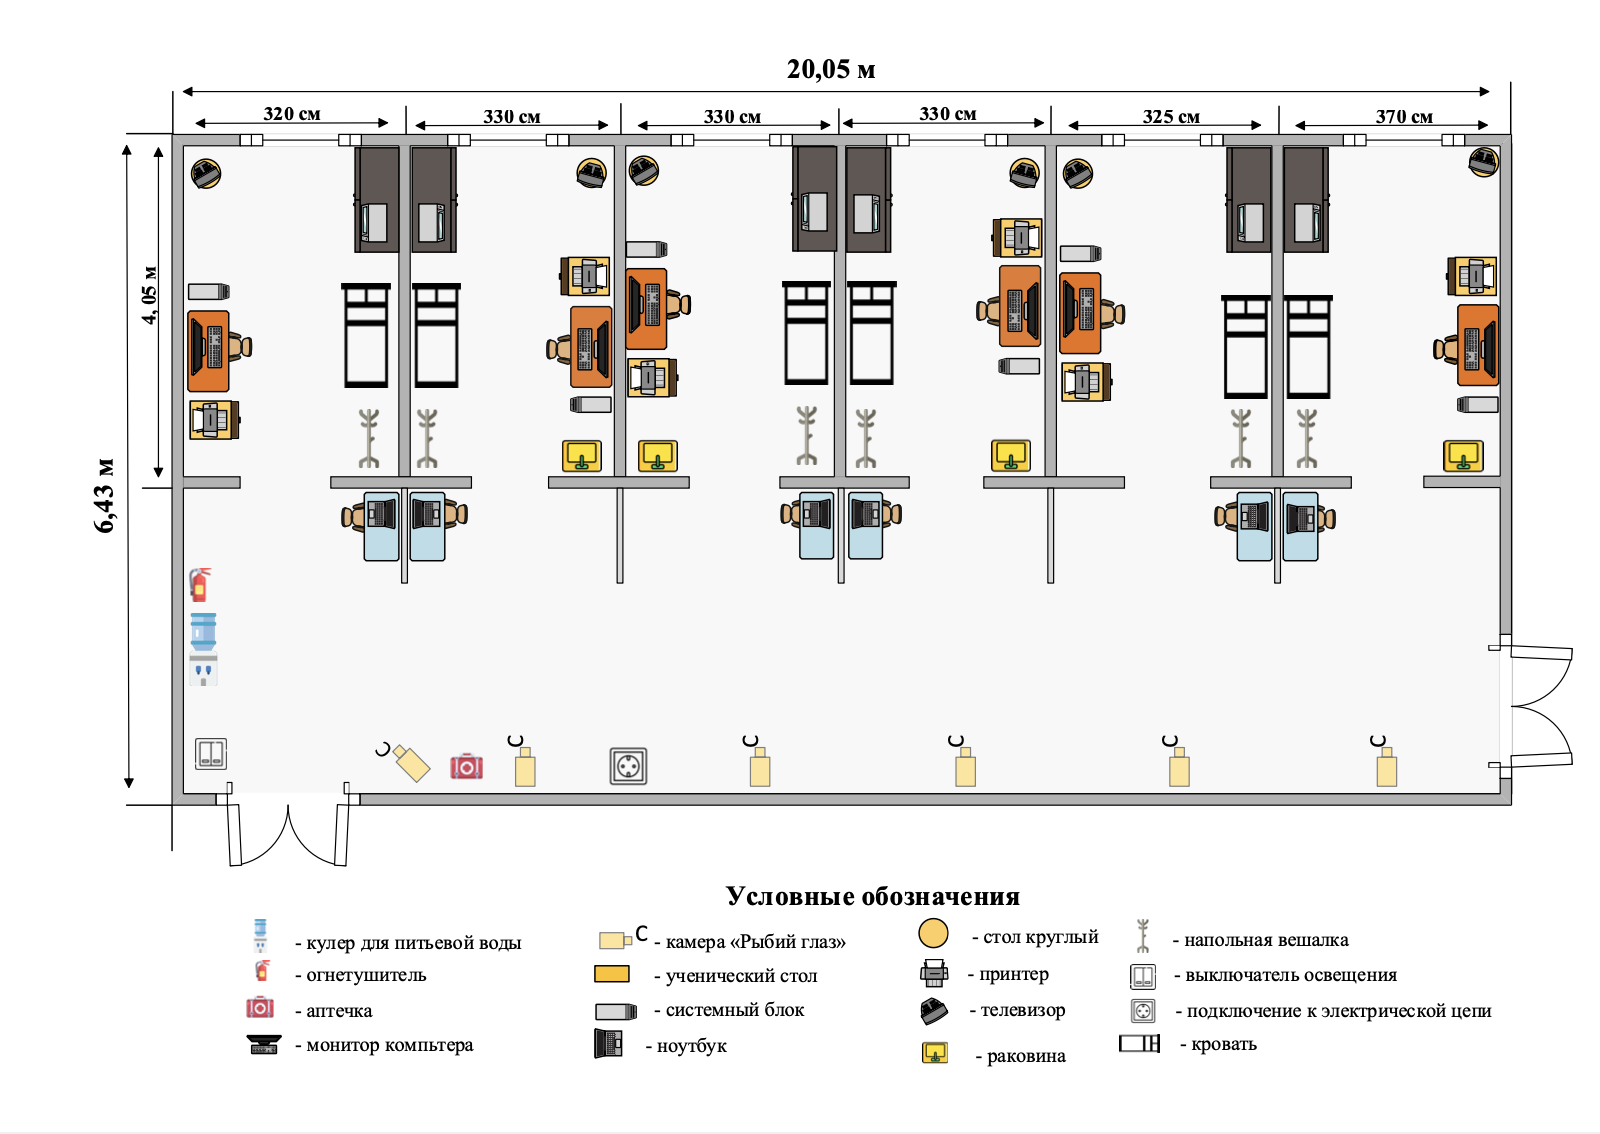 20,05 м
320 см
330 см
330 см
330 см
325 см
370 см
4, 05 м
6,43 м
C
C
C
C
C
C
Условные обозначения
- кулер для питьевой воды
C - камера «Рыбий глаз»
- стол круглый
- напольная вешалка
- огнетушитель
- ученический стол
- принтер
- выключатель освещения
- аптечка
- системный блок
- телевизор
- подключение к электрической цепи
- монитор компьтера
- ноутбук
- раковина
- кровать